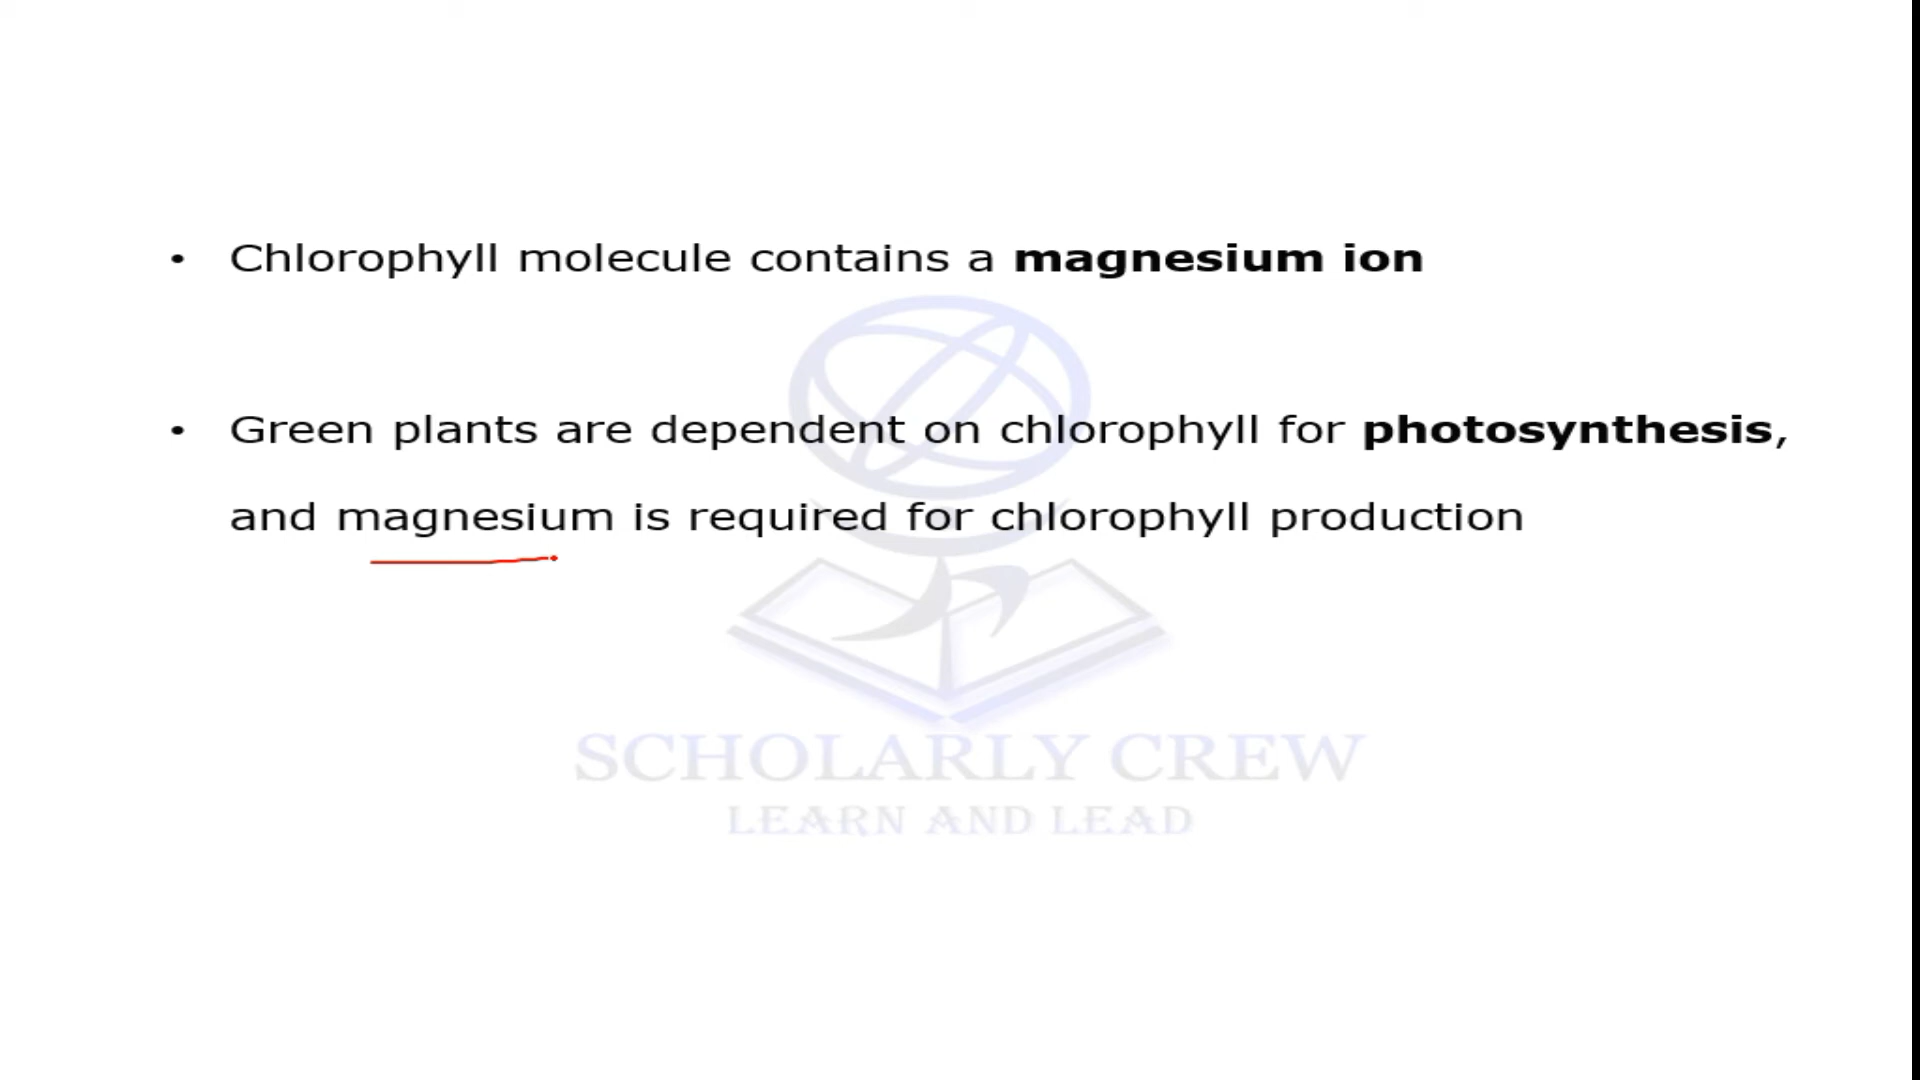 • Chlorophyll molecule contains a magnesium ion
• Green plants are dependent on chlorophyll for photosynthesis,
and magnesium is required for chlorophyll production
SCHOLARLY CREW
LEARN AND LEAD